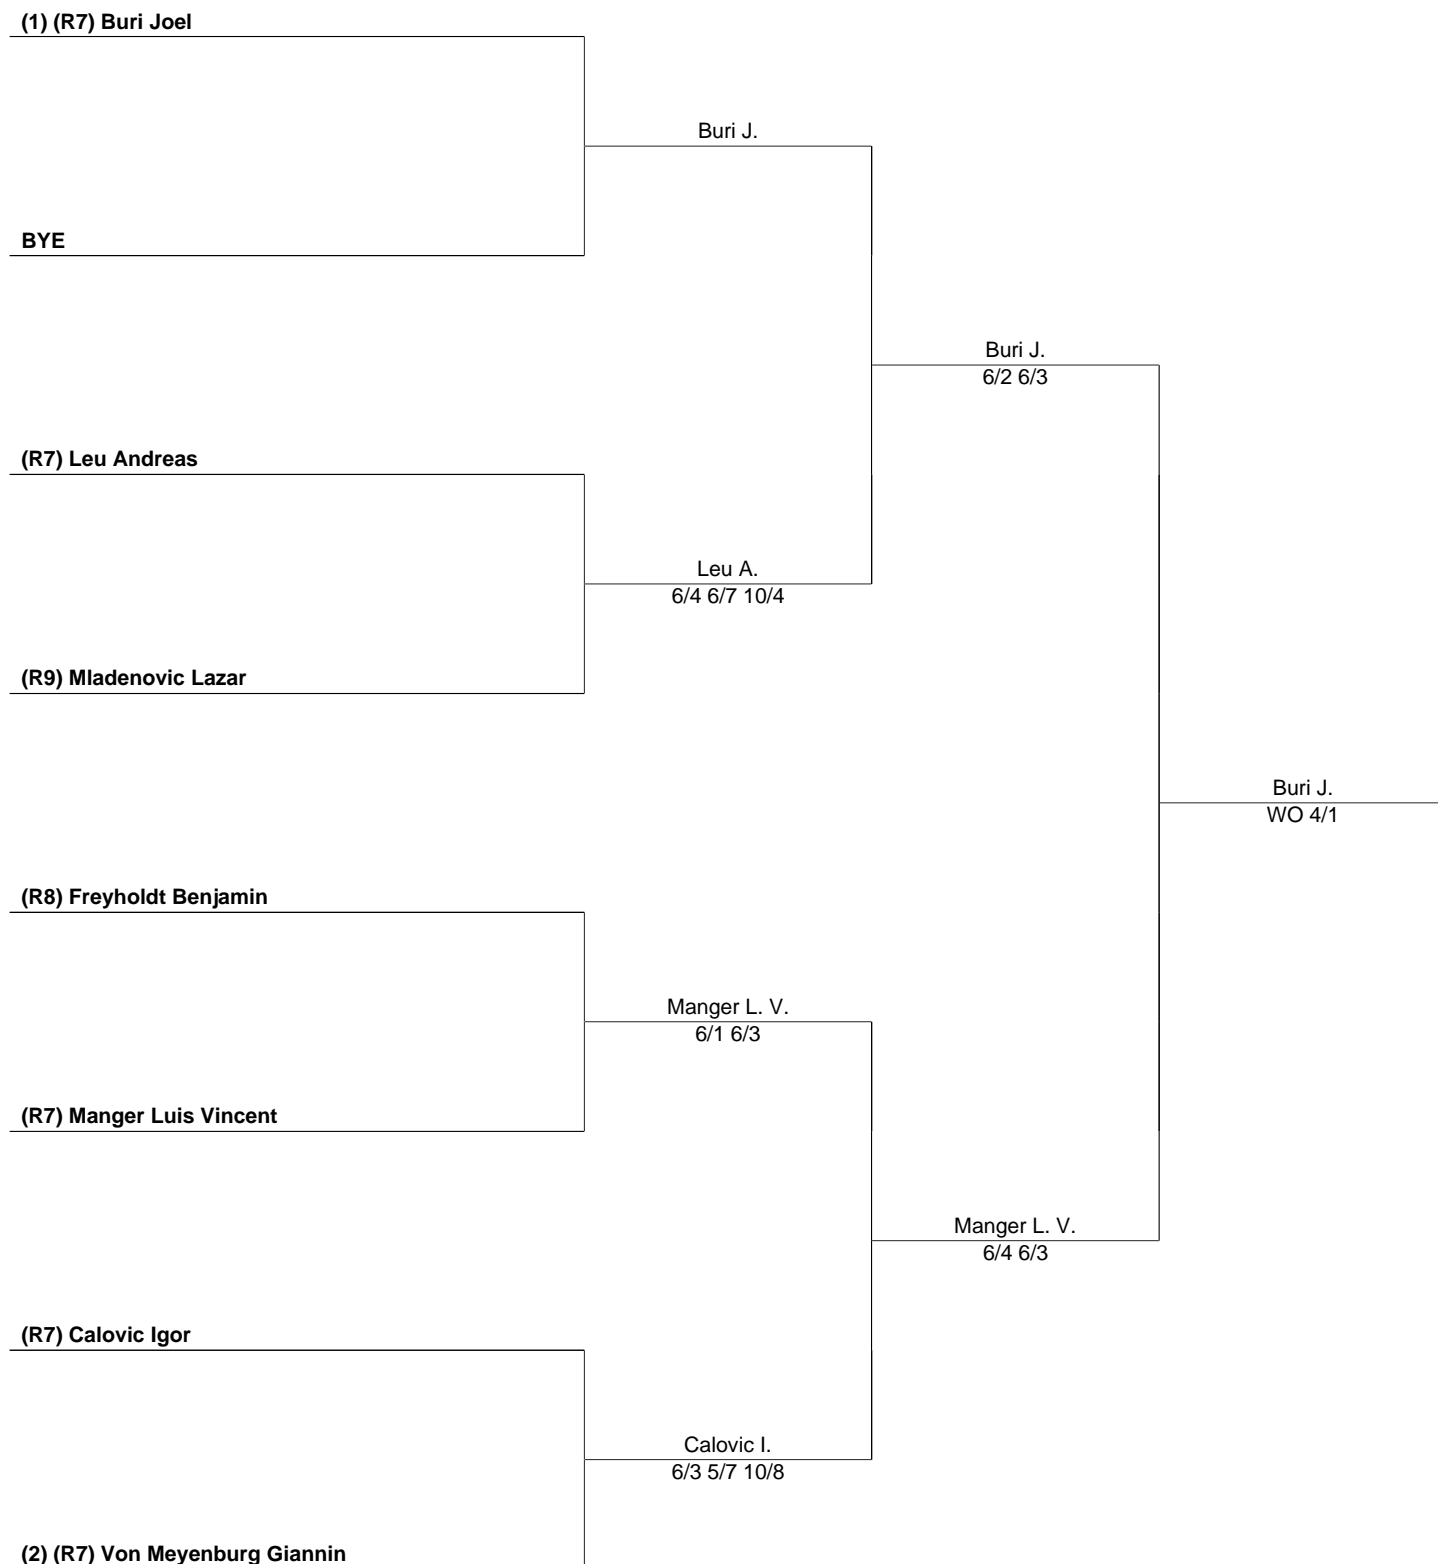 (1) (R7) Buri Joel
Buri J.
BYE
Buri J.
6/2 6/3
(R7) Leu Andreas
Leu A.
6/4 6/7 10/4
(R9) Mladenovic Lazar
Buri J.
WO 4/1
(R8) Freyholdt Benjamin
Manger L. V.
6/1 6/3
(R7) Manger Luis Vincent
Manger L. V.
6/4 6/3
(R7) Calovic Igor
Calovic I.
6/3 5/7 10/8
(2) (R7) Von Meyenburg Giannin